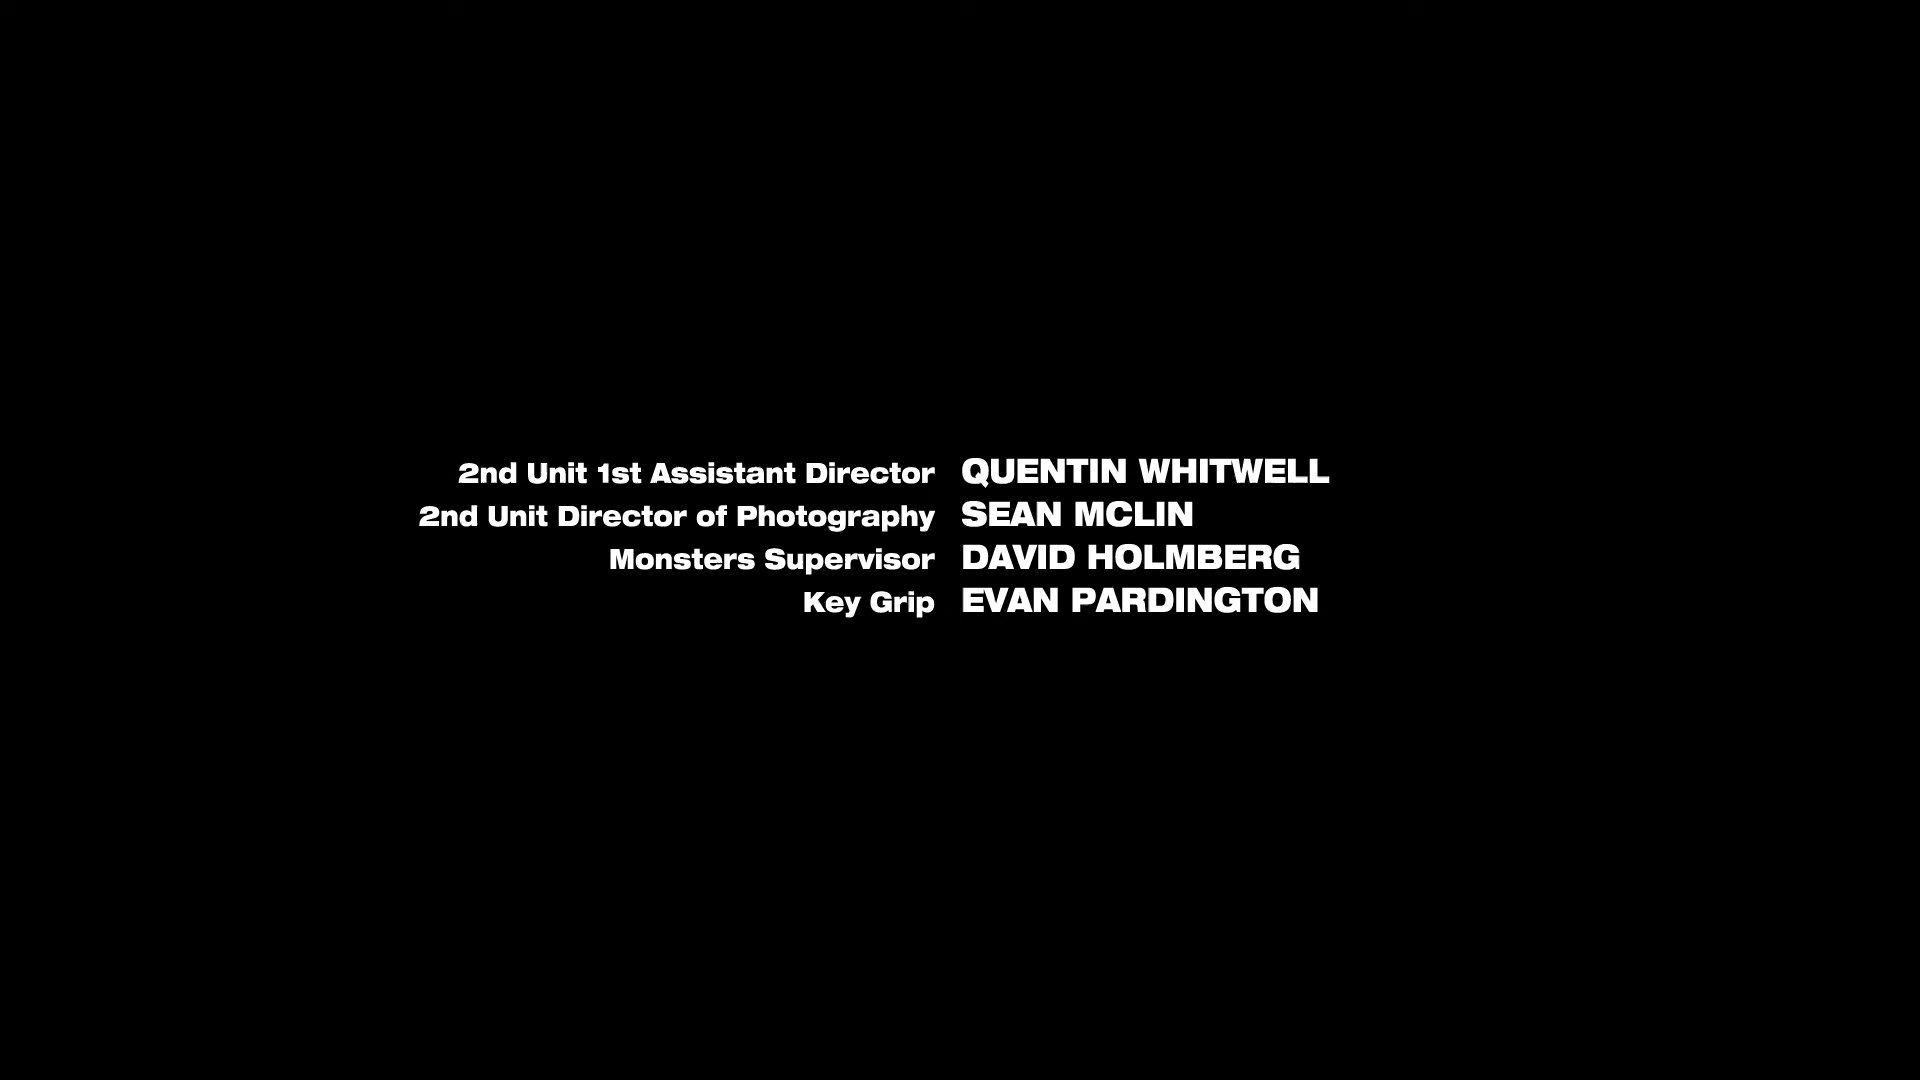 2nd Unit 1st Assistant Director QUENTIN WHITWELL
2nd Unit Director of Photography SEAN MCLIN
Monsters Supervisor DAVID HOLMBERG
Key Grip EVAN PARDINGTON